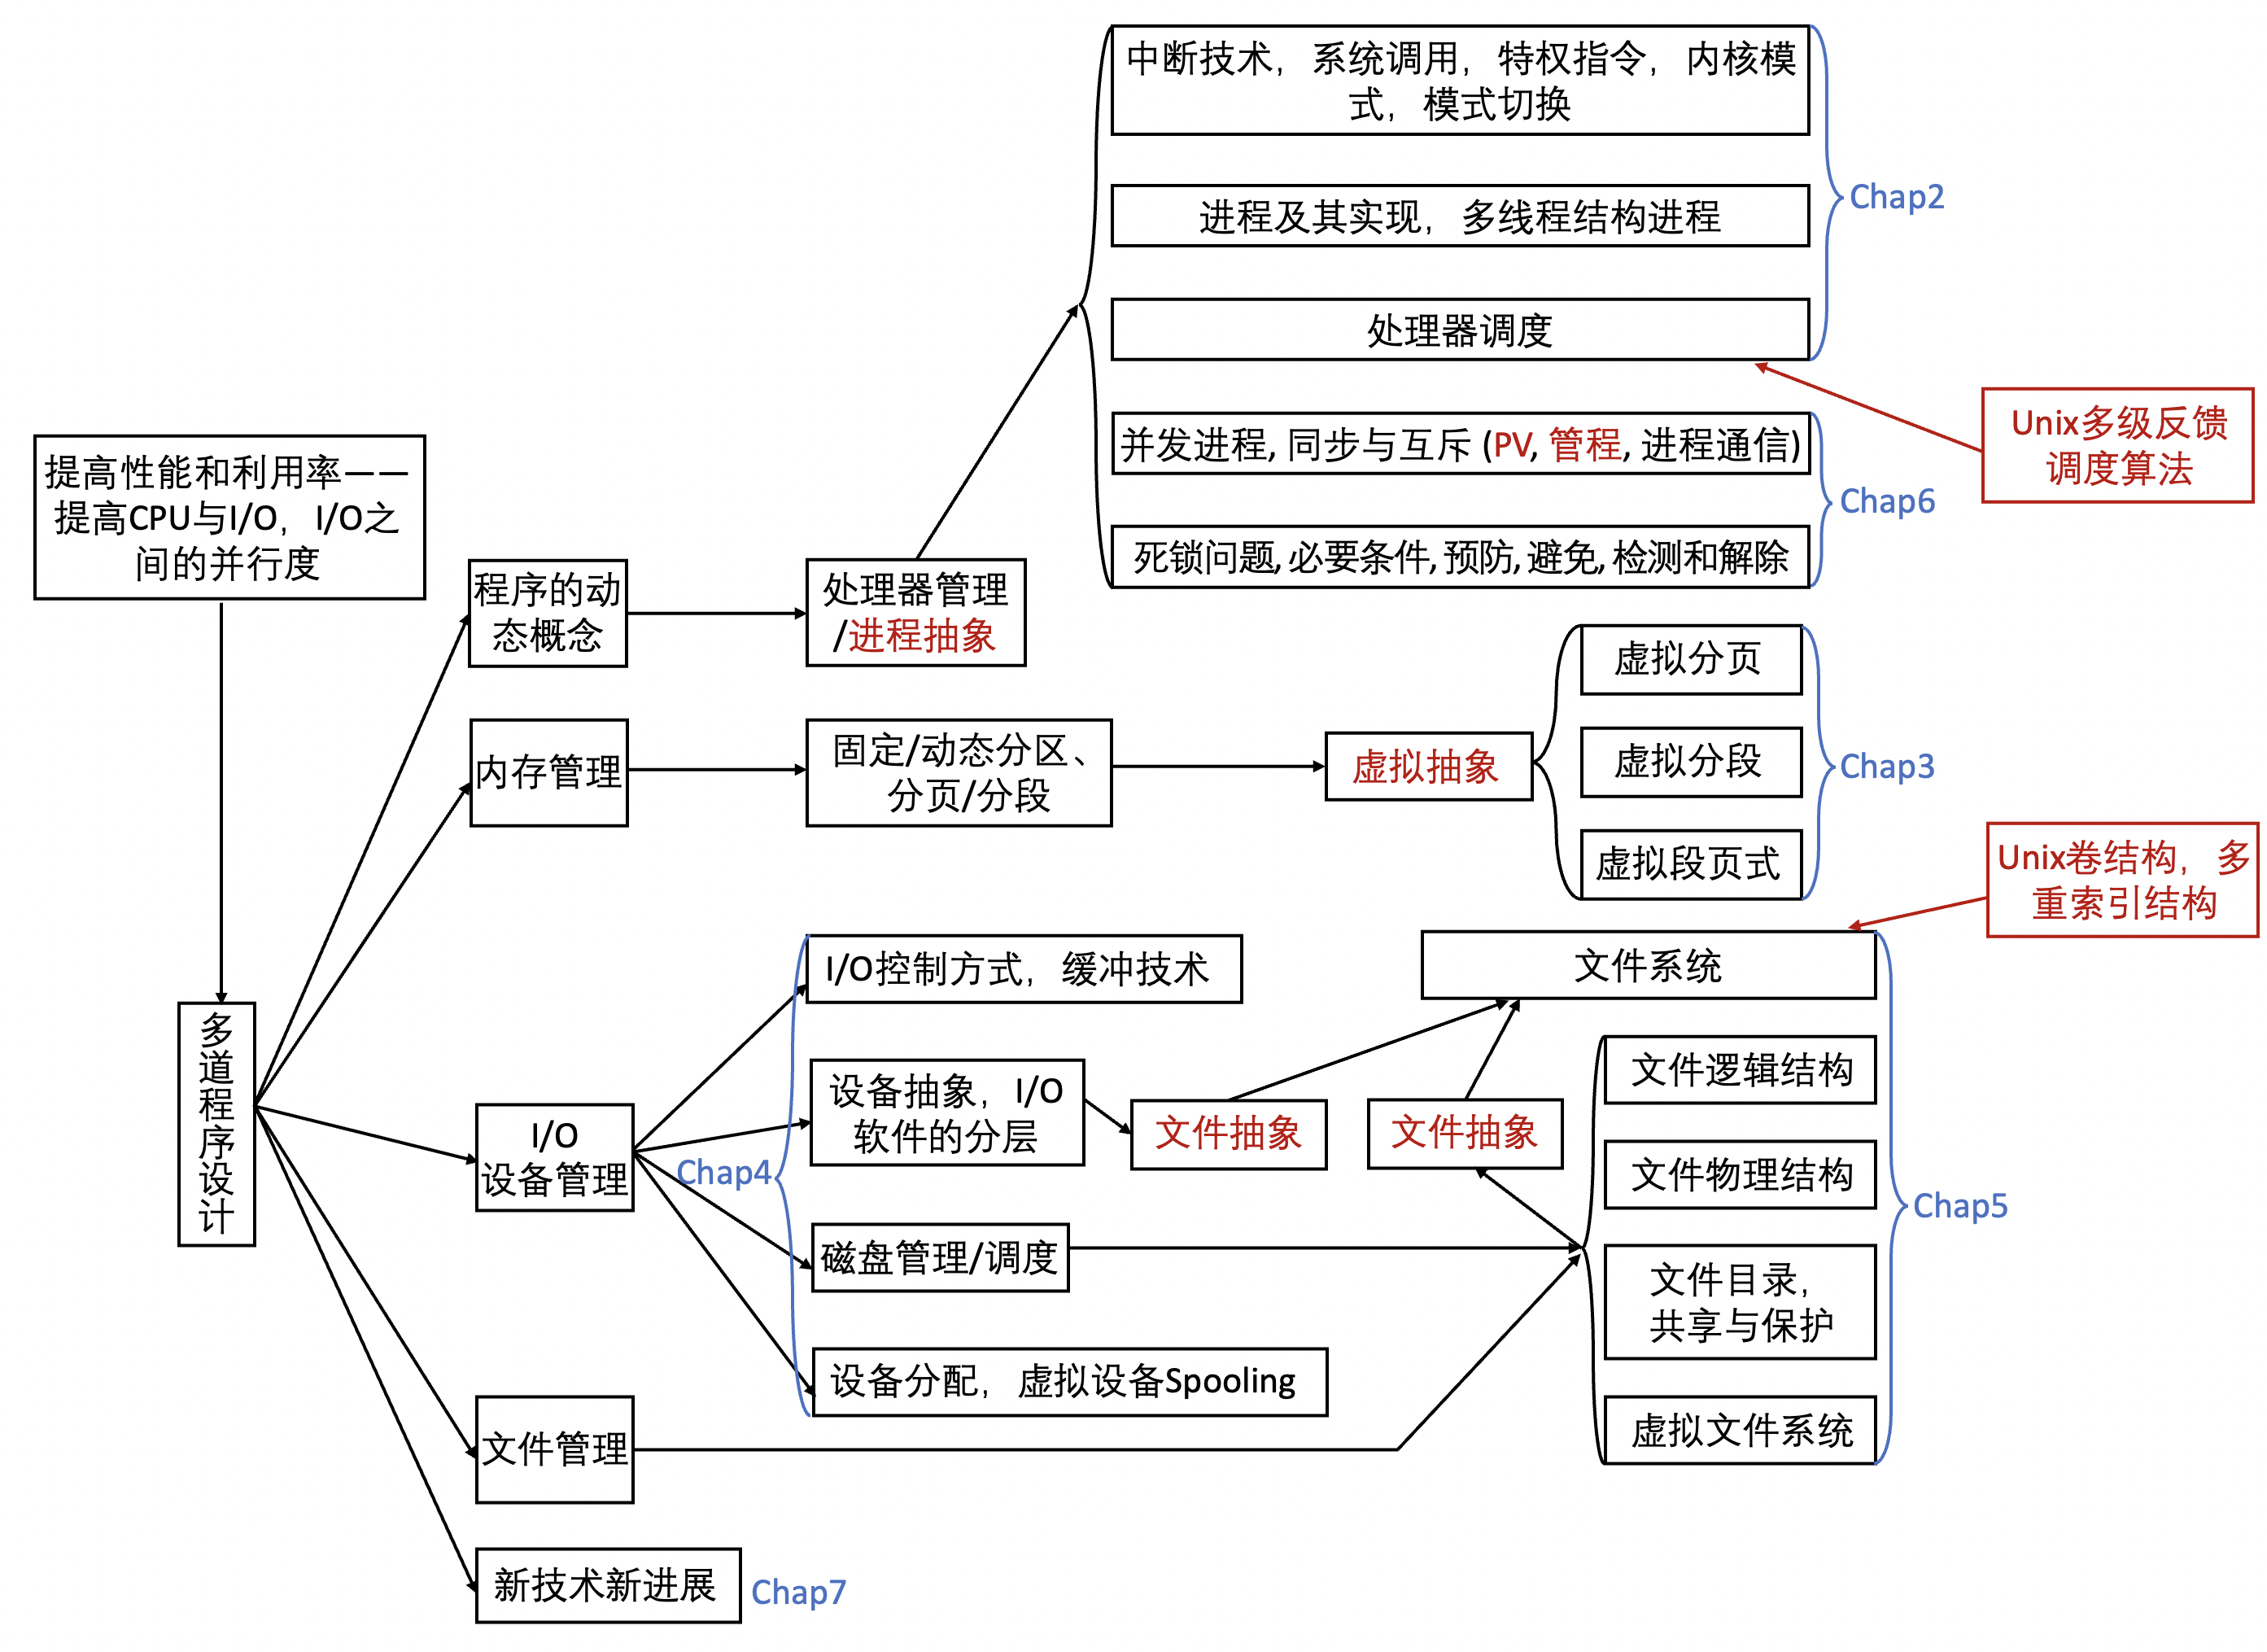 中断技术，系统调用，特权指令，内核模
式，模式切换
进程及其实现，多线程结构进程
Chap2
处理器调度
Unix多级反馈
调度算法
并发进程, 同步与互斥 (PV, 管程, 进程通信)
Chap6
死锁问题, 必要条件, 预防, 避免, 检测和解除
提高性能和利用率——
提高CPU与I/O，I/O之
间的并行度
程序的动
态概念
处理器管理
/进程抽象
内存管理
固定/动态分区、
分页/分段
虚拟抽象
虚拟分页
虚拟分段
虚拟段页式
Chap3
Unix卷结构，多
重索引结构
多道程序设计
I/O
设备管理
Chap4
I/O控制方式，缓冲技术
设备抽象，I/O
软件的分层
文件抽象
文件抽象
文件系统
磁盘管理/调度
设备分配，虚拟设备Spooling
文件逻辑结构
文件物理结构
文件目录，
共享与保护
虚拟文件系统
Chap5
文件管理
新技术新进展
Chap7